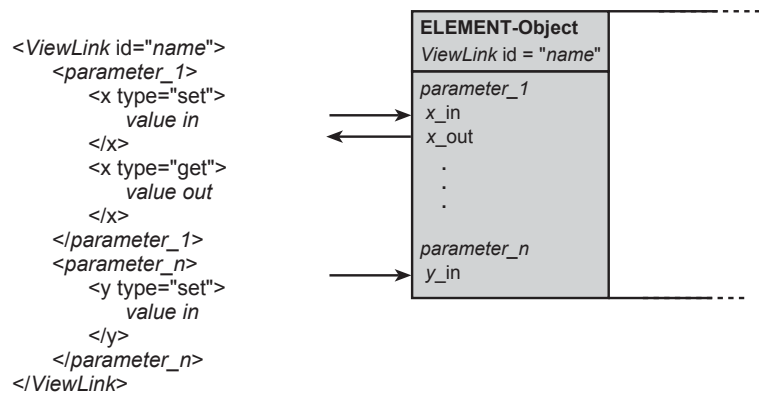 <ViewLink id="name">
<parameter_1>
<x type="set">
value in
</x>
<x type="get">
value out
</x>
</parameter_1>
<parameter_n>
<y type="set">
value in
</y>
</parameter_n>
</ViewLink>
ELEMENT-Object
ViewLink id = "name"
parameter_1
x_in
x_out
.
.
.
parameter_n
y_in